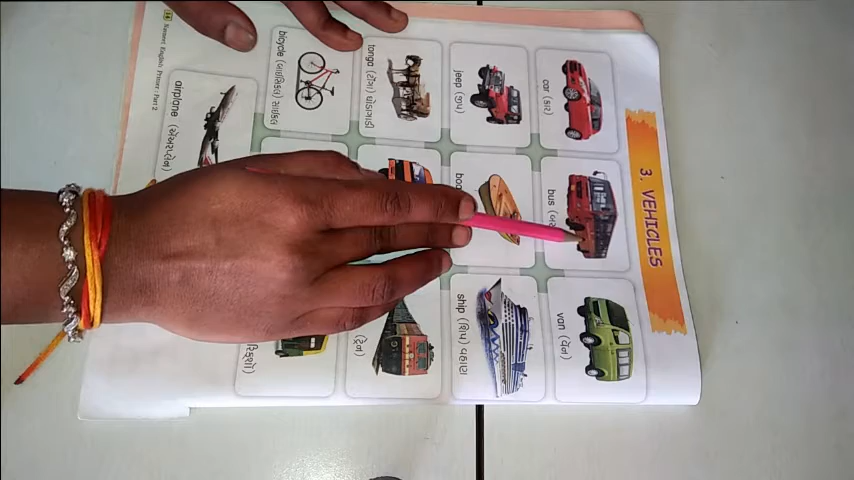 3. VEHICLES
car (કાર)
bus
van (વેન)
jeep (જીપ)
ship (શિપ) વહાણ
tonga (ટોંગા) ઘોડાગાડી
bicycle (બાઇસિકલ) સાઇકલ
airplane (એરપ્લેન)
Navneet English Primer : Part 2